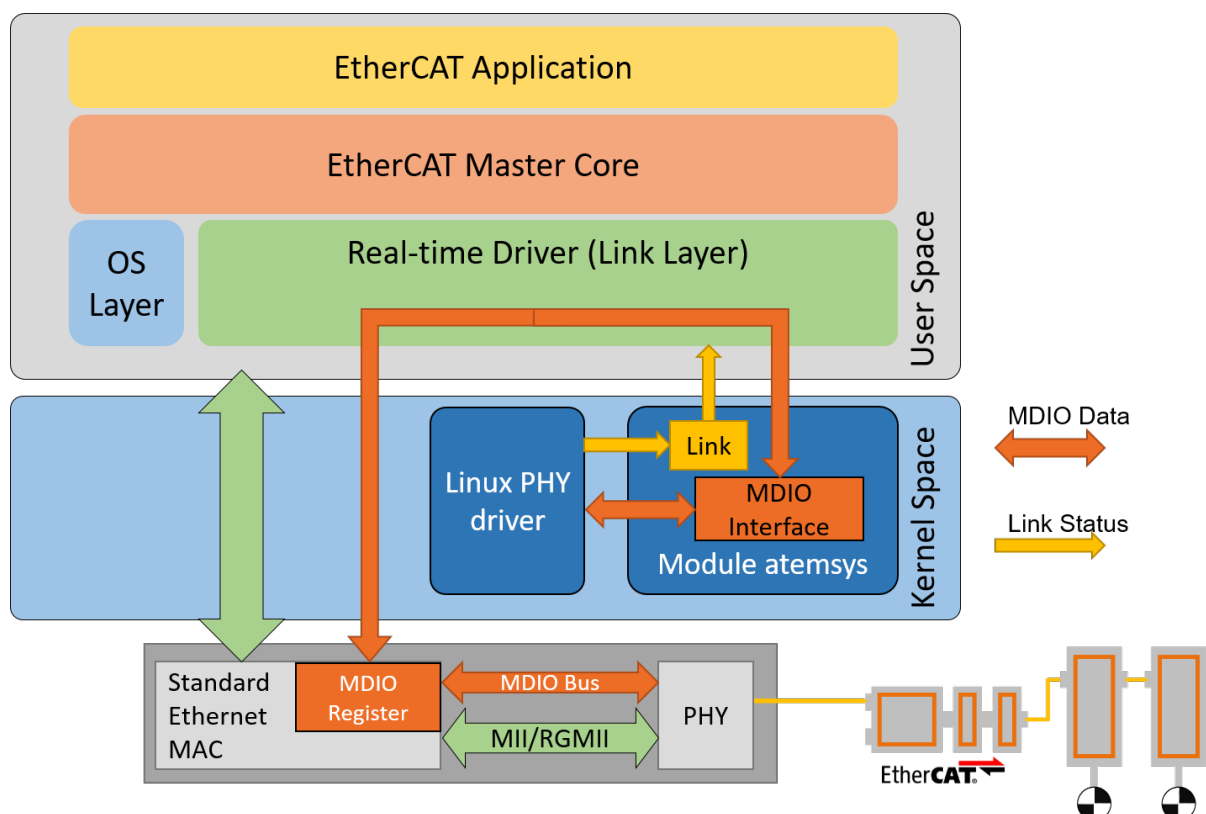 EtherCAT Application
EtherCAT Master Core
OS
Layer
Real-time Driver (Link Layer)
User Space
Linux PHY
driver
Link
MDIO
Interface
Module atemsys
Kernel Space
MDIO Data
Link Status
Standard
Ethernet
MAC
MDIO
Register
MDIO Bus
MII/RGMII
PHY
EtherCAT®